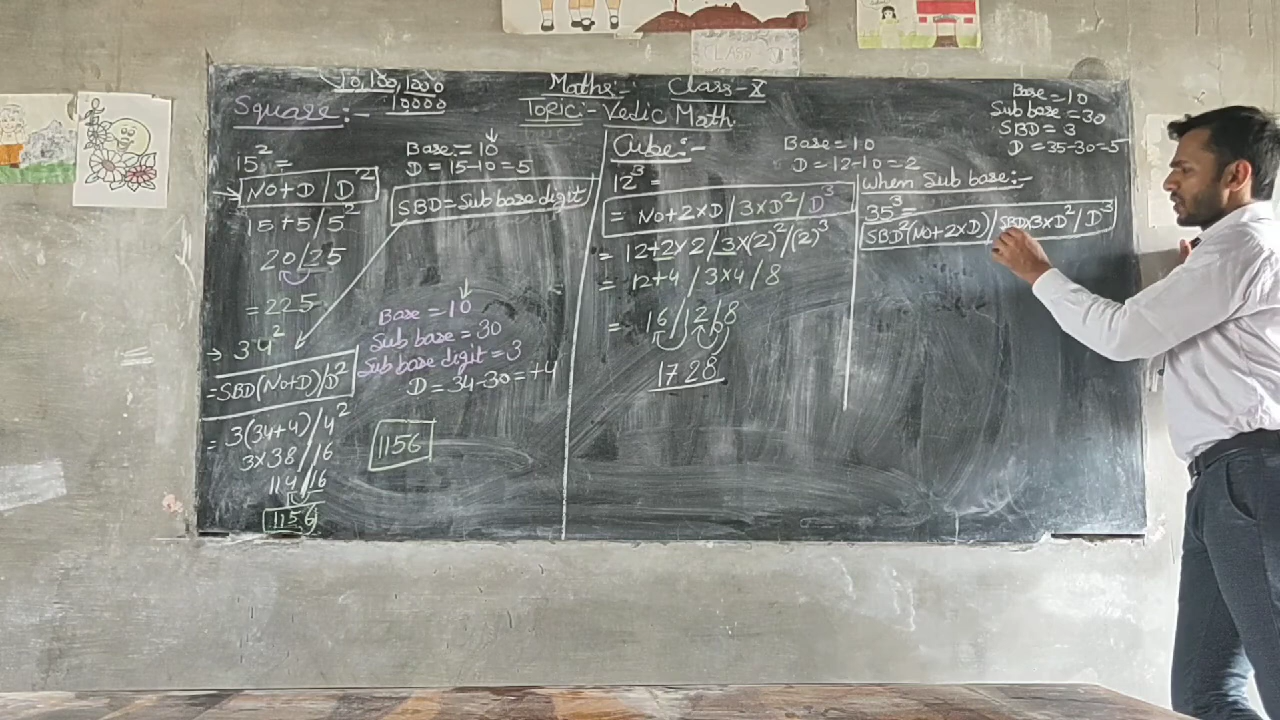 CLASS
10,100,1000
10000
Maths:- Class-X
Topic:- Vedic Math
Square:-
15² =
Base:= 10
D = 15-10 = 5
NO+D / D²
SBD = Sub base digit
15+5/5²
20/25
= 225
→ 34²
Base = 10
Sub base = 30
Sub base digit = 3
D = 34-30 = +4
= SBD(No+D)/D²
= 3(34+4)/4²
3×38 / 16
114/16
1156
1156
Cube:-
Base = 10
D = 12-10 = 2
12³ =
= No+2×D / 3×D² / D³
= 12+2×2 / 3×(2)² / (2)³
= 12+4 / 3×4 / 8
= 16 / 12 / 8
1728
Base = 10
Sub base = 30
SBD = 3
D = 35-30 = 5
When Sub base:-
35³ =
SBD²(No+2×D) / SBD×3×D² / D³